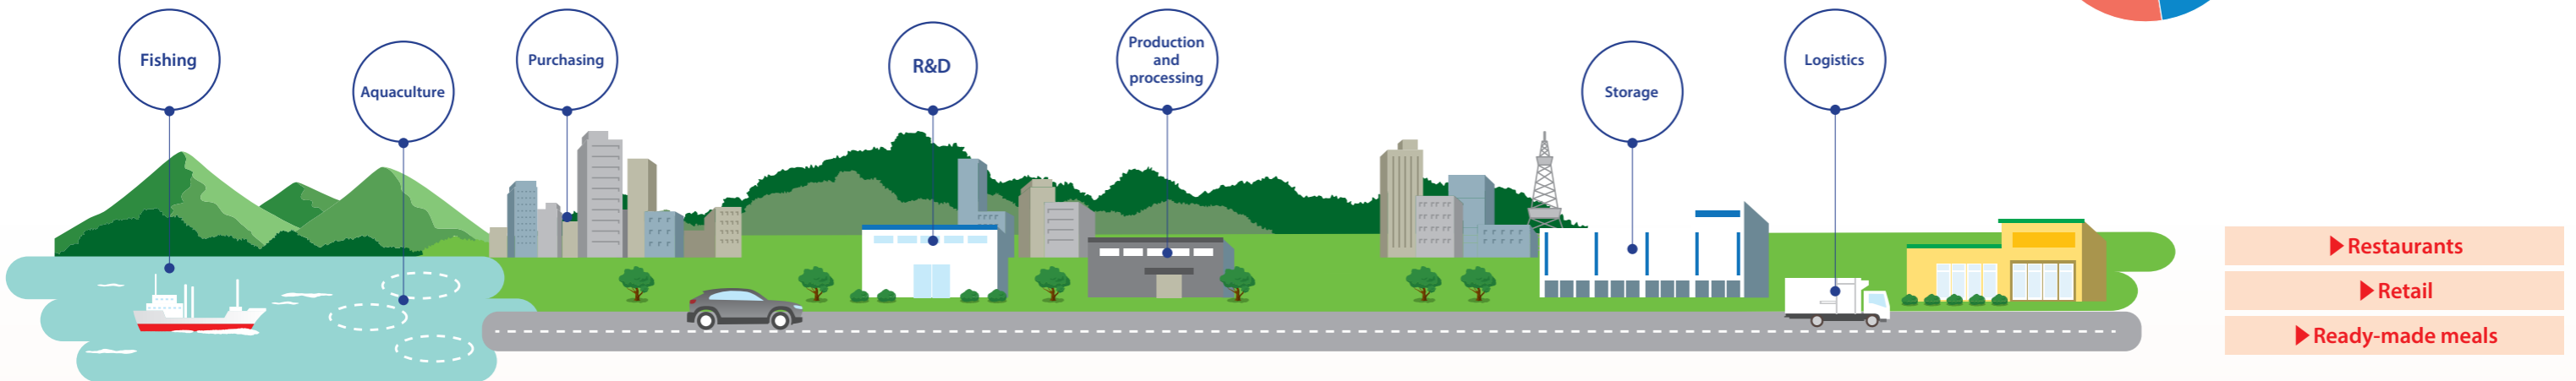 Fishing
Aquaculture
Purchasing
R&D
Production
and
processing
Storage
Logistics
▶Restaurants
▶Retail
▶Ready-made meals